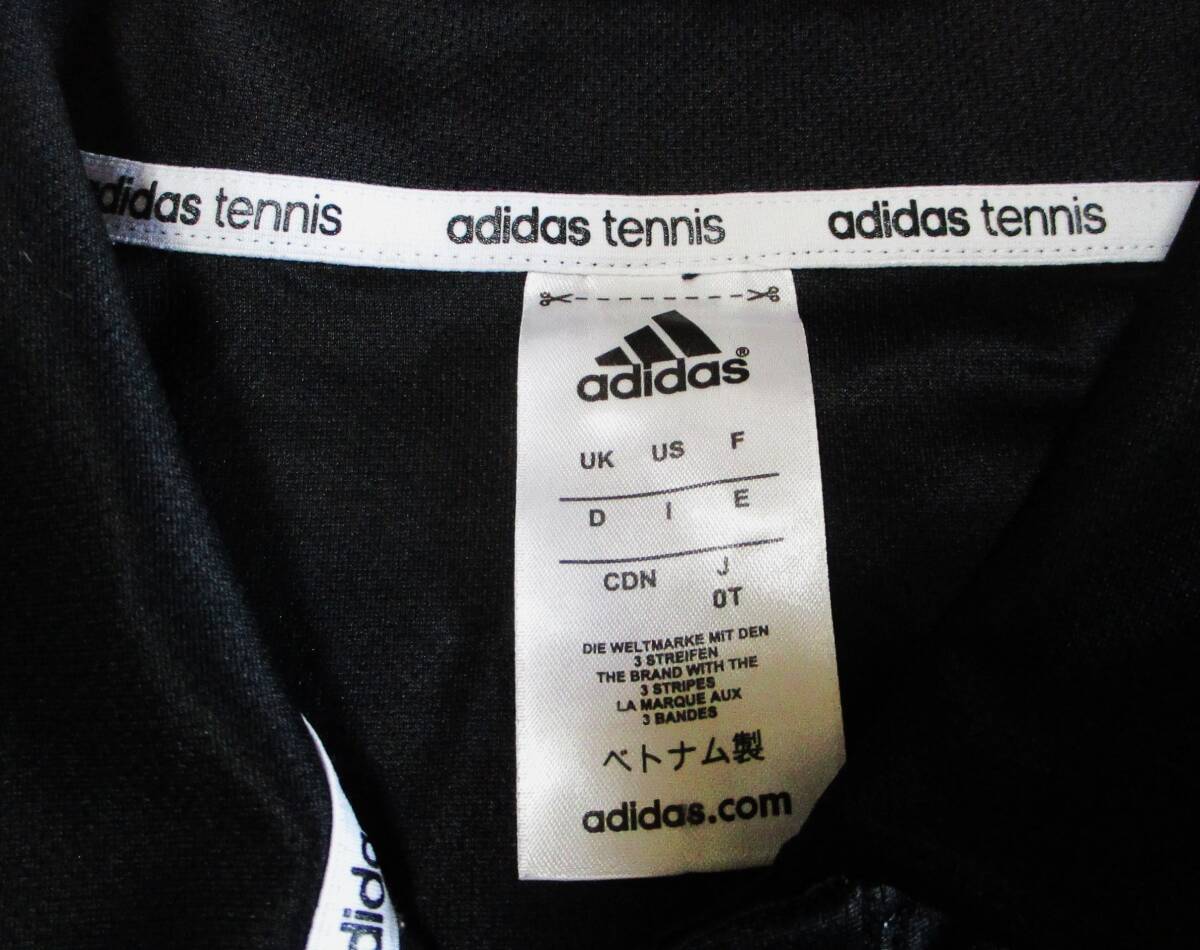 adidas tennis adidas tennis adidas tennis
adidas®
UK US F
D I E
CDN J
OT
DIE WELTMARKE MIT DEN
3 STREIFEN
THE BRAND WITH THE
3 STRIPES
LA MARQUE AUX
3 BANDES
ベトナム製
adidas.com
adidas